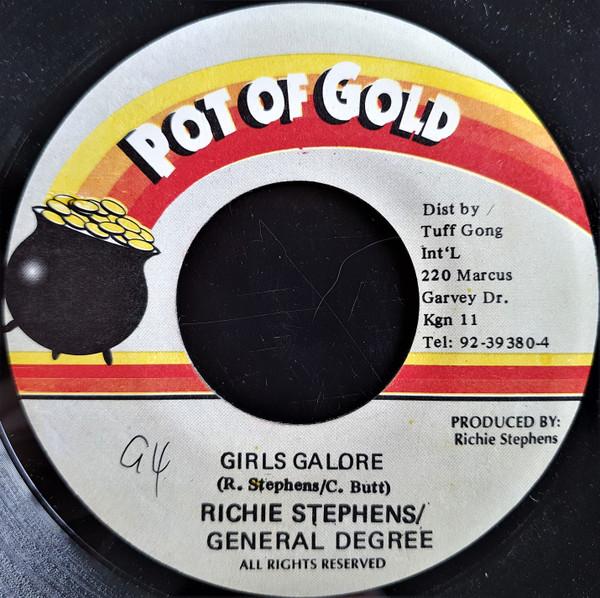 POT OF GOLD
Dist by
Tuff Gong
Int'L
220 Marcus
Garvey Dr.
Kgn 11
Tel: 92-39380-4
PRODUCED BY:
Richie Stephens
G4
GIRLS GALORE
(R. Stephens/C. Butt)
RICHIE STEPHENS/
GENERAL DEGREE
ALL RIGHTS RESERVED